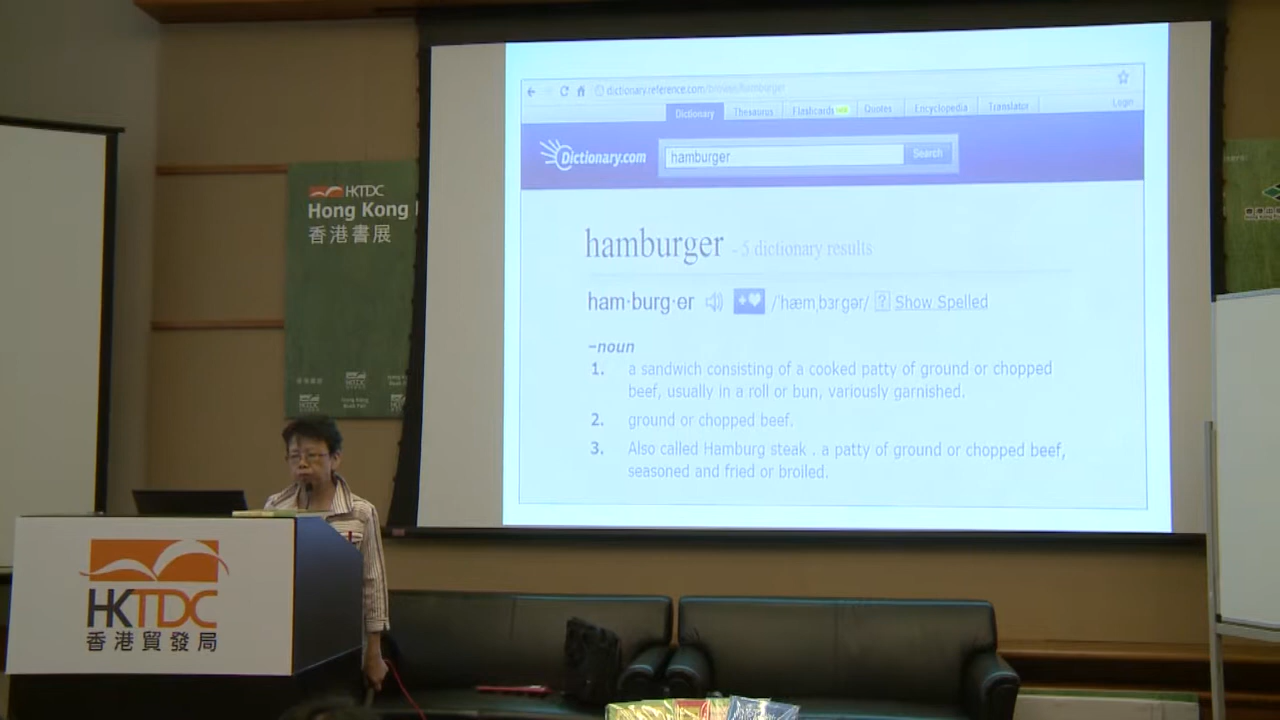 dictionary.reference.com/browse/hamburger
Dictionary Thesaurus Flashcards Quotes Encyclopedia Translator Login
Dictionary.com hamburger Search
hamburger - 5 dictionary results
ham·burg·er /ˈhæmˌbɜrgər/ ? Show Spelled
–noun
1. a sandwich consisting of a cooked patty of ground or chopped
beef, usually in a roll or bun, variously garnished.
2. ground or chopped beef.
3. Also called Hamburg steak . a patty of ground or chopped beef,
seasoned and fried or broiled.
HKTDC
Hong Kong
香港書展
HKTDC
香港貿發局